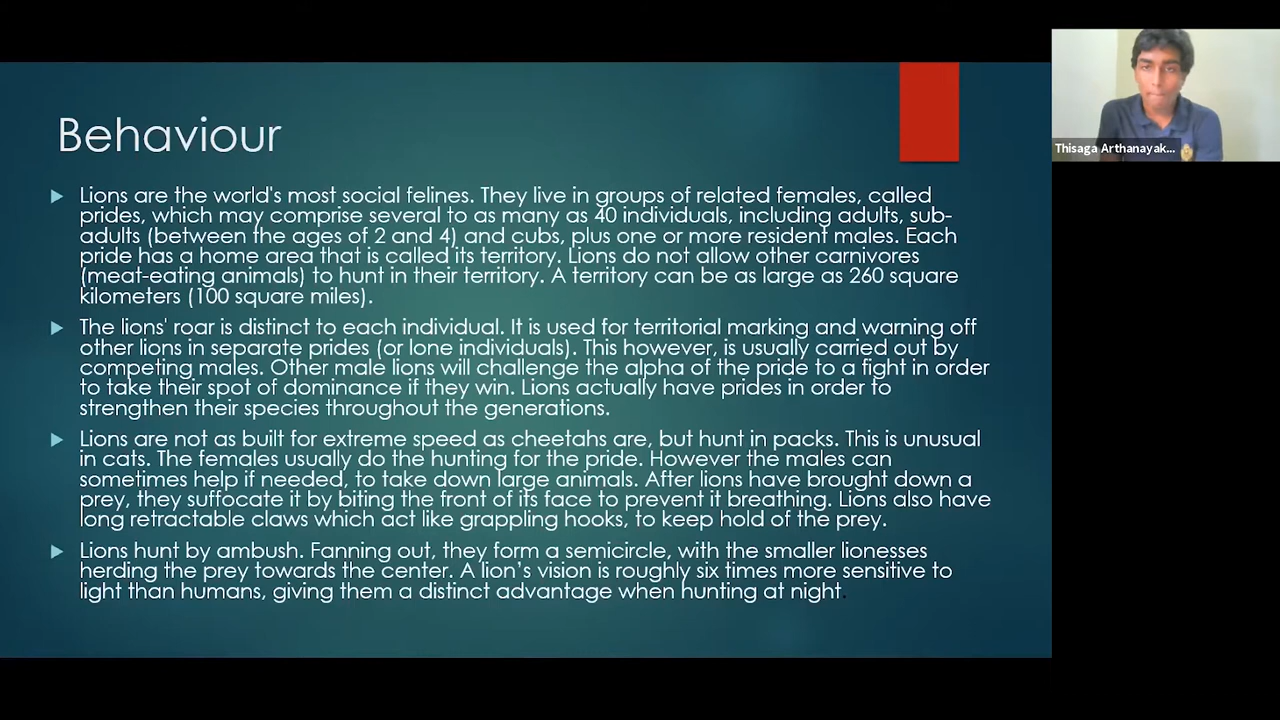 Behaviour
Lions are the world's most social felines. They live in groups of related females, called
prides, which may comprise several to as many as 40 individuals, including adults, sub-
adults (between the ages of 2 and 4) and cubs, plus one or more resident males. Each
pride has a home area that is called its territory. Lions do not allow other carnivores
(meat-eating animals) to hunt in their territory. A territory can be as large as 260 square
kilometers (100 square miles).
The lions' roar is distinct to each individual. It is used for territorial marking and warning off
other lions in separate prides (or lone individuals). This however, is usually carried out by
competing males. Other male lions will challenge the alpha of the pride to a fight in order
to take their spot of dominance if they win. Lions actually have prides in order to
strengthen their species throughout the generations.
Lions are not as built for extreme speed as cheetahs are, but hunt in packs. This is unusual
in cats. The females usually do the hunting for the pride. However the males can
sometimes help if needed, to take down large animals. After lions have brought down a
prey, they suffocate it by biting the front of its face to prevent it breathing. Lions also have
long retractable claws which act like grappling hooks, to keep hold of the prey.
Lions hunt by ambush. Fanning out, they form a semicircle, with the smaller lionesses
herding the prey towards the center. A lion's vision is roughly six times more sensitive to
light than humans, giving them a distinct advantage when hunting at night.
Thisaga Arthanayak...